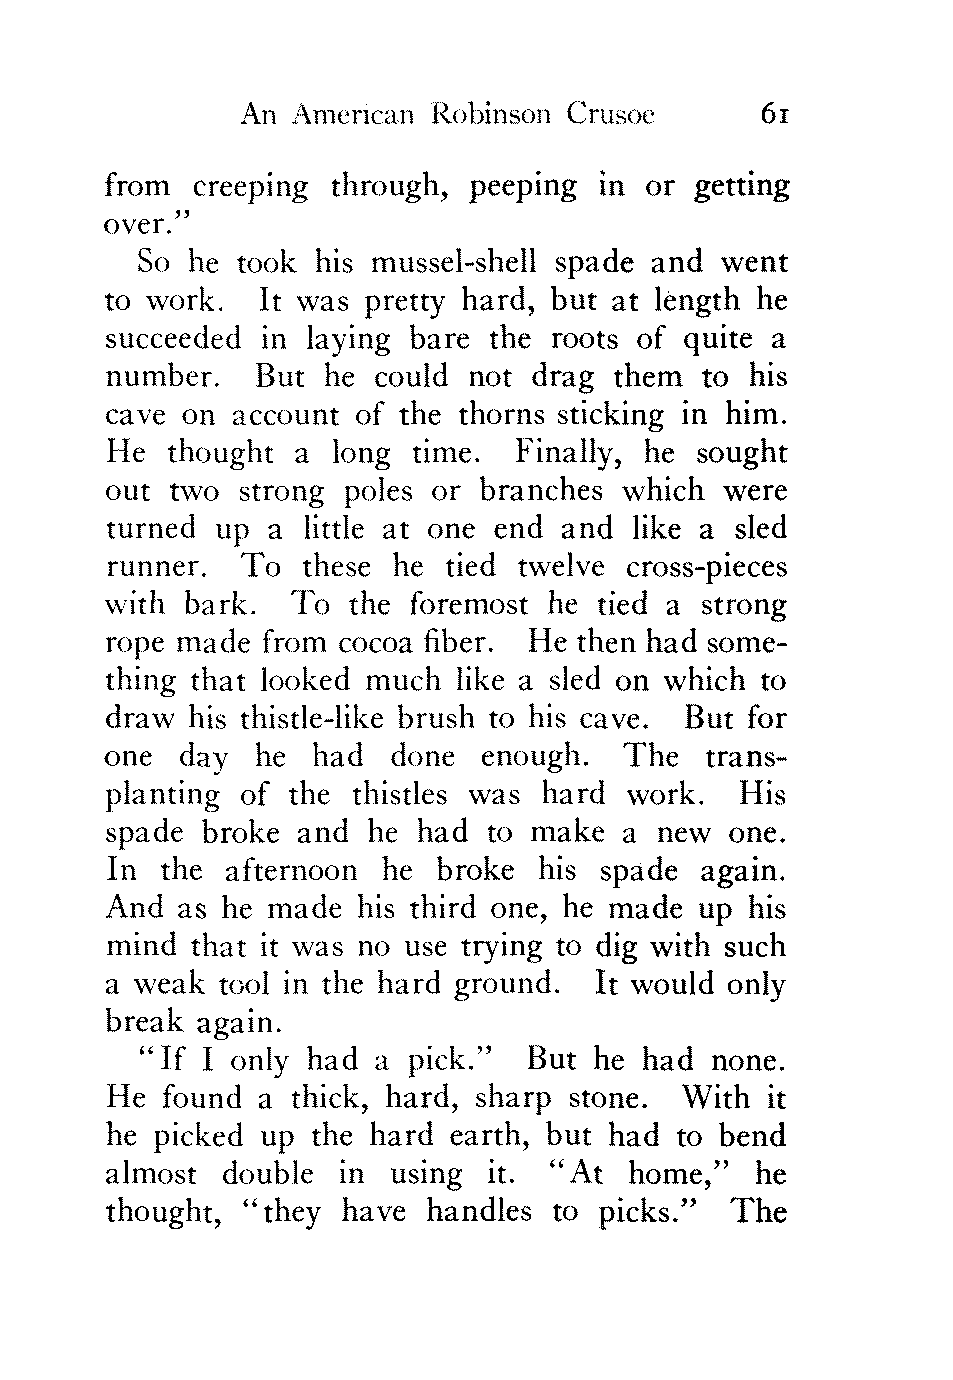 An American Robinson Crusoe 61
from creeping through, peeping in or getting
over.”
So he took his mussel-shell spade and went
to work. It was pretty hard, but at length he
succeeded in laying bare the roots of quite a
number. But he could not drag them to his
cave on account of the thorns sticking in him.
He thought a long time. Finally, he sought
out two strong poles or branches which were
turned up a little at one end and like a sled
runner. To these he tied twelve cross-pieces
with bark. To the foremost he tied a strong
rope made from cocoa fiber. He then had some-
thing that looked much like a sled on which to
draw his thistle-like brush to his cave. But for
one day he had done enough. The trans-
planting of the thistles was hard work. His
spade broke and he had to make a new one.
In the afternoon he broke his spade again.
And as he made his third one, he made up his
mind that it was no use trying to dig with such
a weak tool in the hard ground. It would only
break again.
“If I only had a pick.” But he had none.
He found a thick, hard, sharp stone. With it
he picked up the hard earth, but had to bend
almost double in using it. “At home,” he
thought, “they have handles to picks.” The